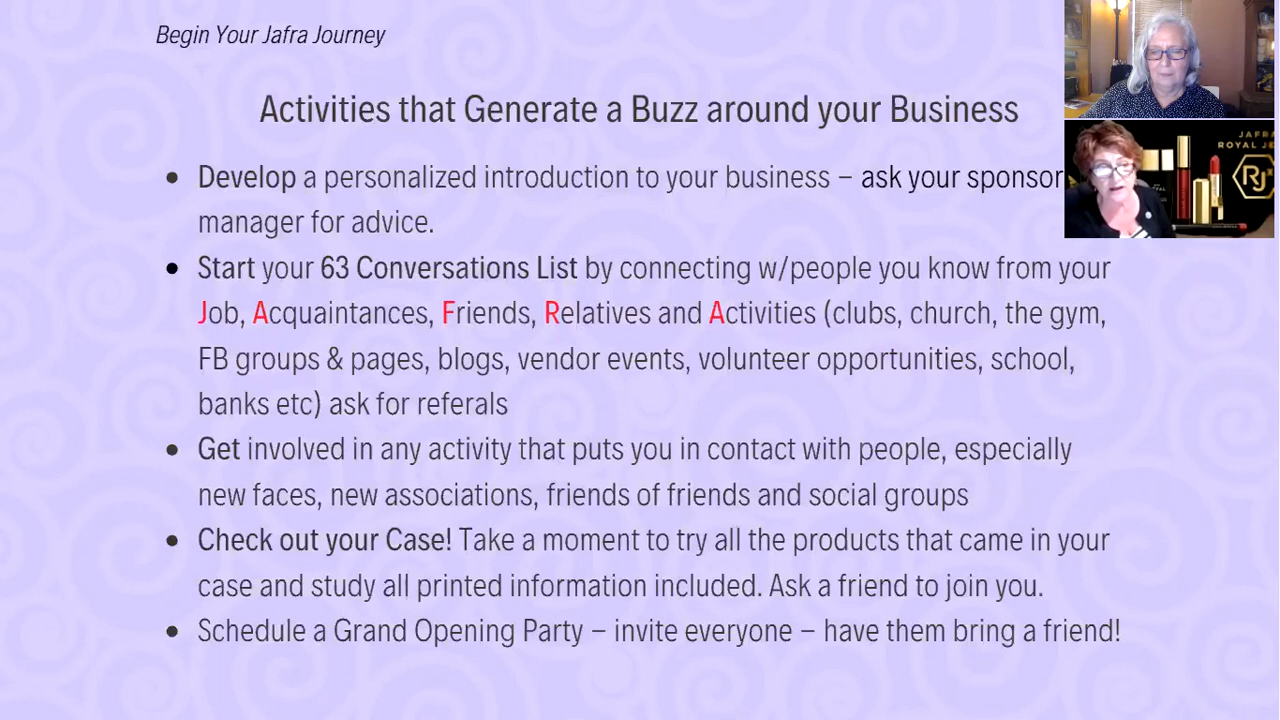 Begin Your Jafra Journey
Activities that Generate a Buzz around your Business
• Develop a personalized introduction to your business – ask your sponsor
manager for advice.
• Start your 63 Conversations List by connecting w/people you know from your
Job, Acquaintances, Friends, Relatives and Activities (clubs, church, the gym,
FB groups & pages, blogs, vendor events, volunteer opportunities, school,
banks etc) ask for referals
• Get involved in any activity that puts you in contact with people, especially
new faces, new associations, friends of friends and social groups
• Check out your Case! Take a moment to try all the products that came in your
case and study all printed information included. Ask a friend to join you.
• Schedule a Grand Opening Party – invite everyone – have them bring a friend!
JAFRA
ROYAL JE
RJ